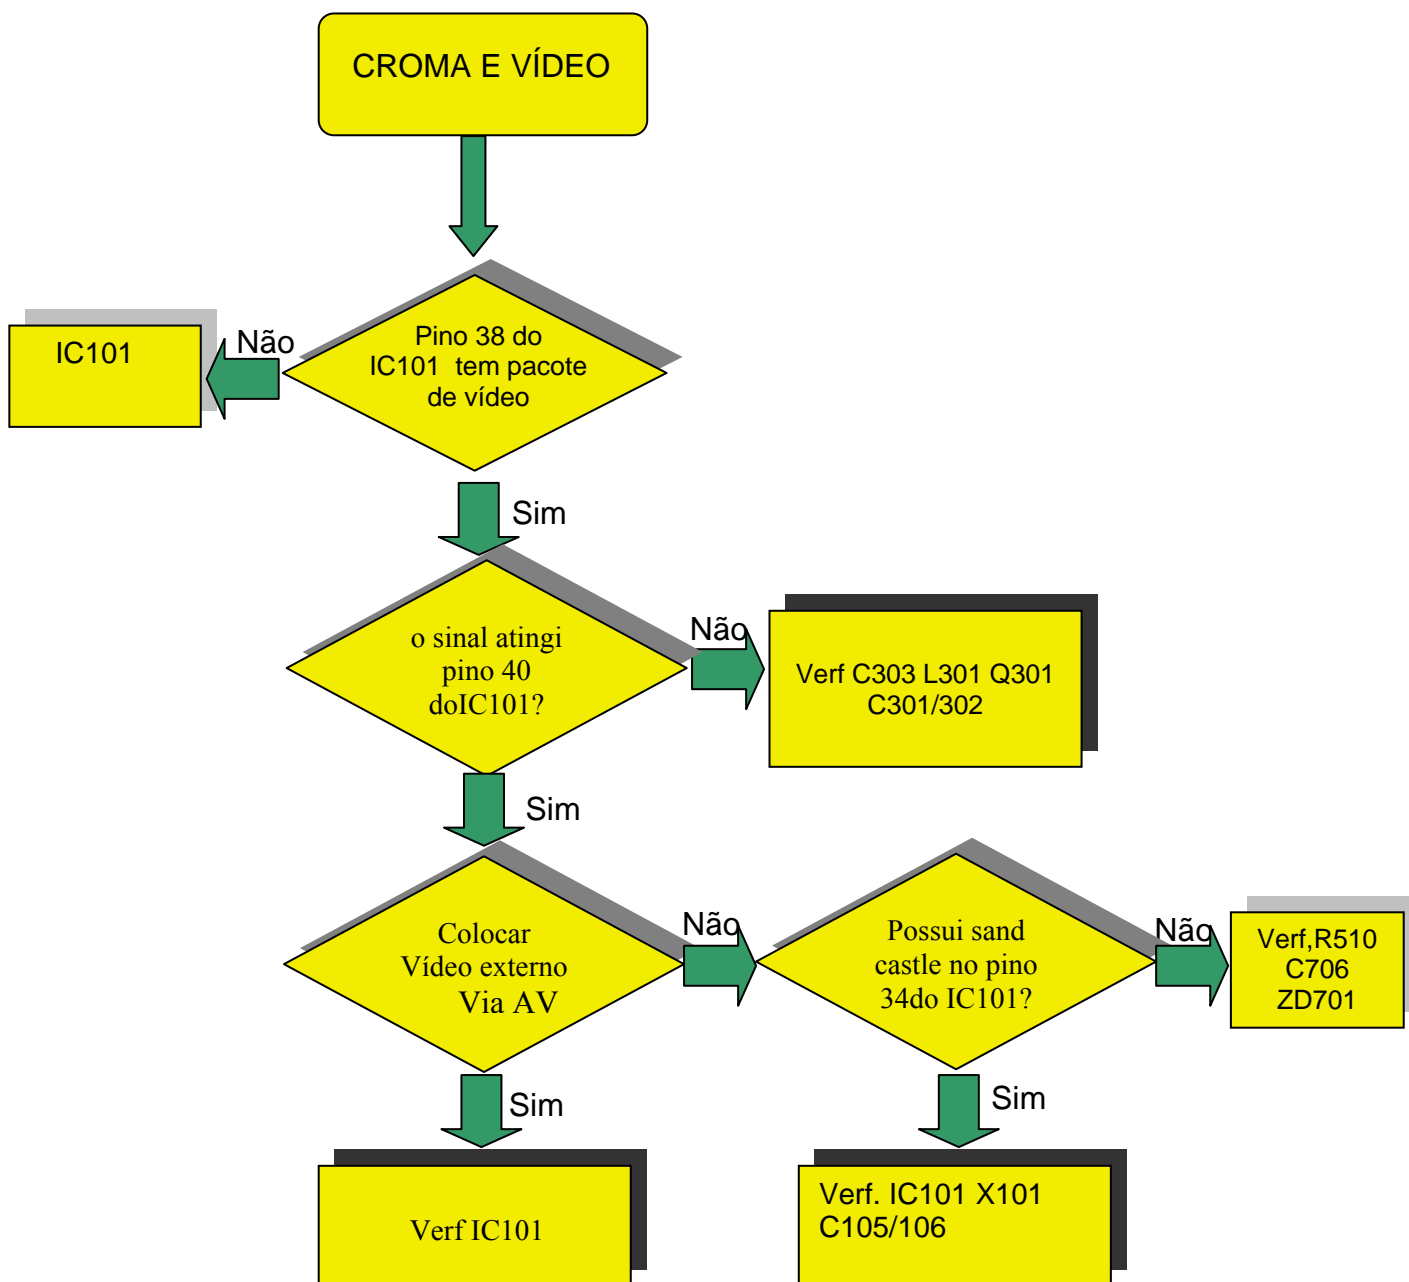 CROMA E VÍDEO
Pino 38 do
IC101 tem pacote
de vídeo
Não
IC101
Sim
o sinal atingi
pino 40
doIC101?
Não
Verf C303 L301 Q301
C301/302
Sim
Colocar
Vídeo externo
Via AV
Não
Possui sand
castle no pino
34do IC101?
Não
Verf,R510
C706
ZD701
Sim
Verf IC101
Sim
Verf. IC101 X101
C105/106